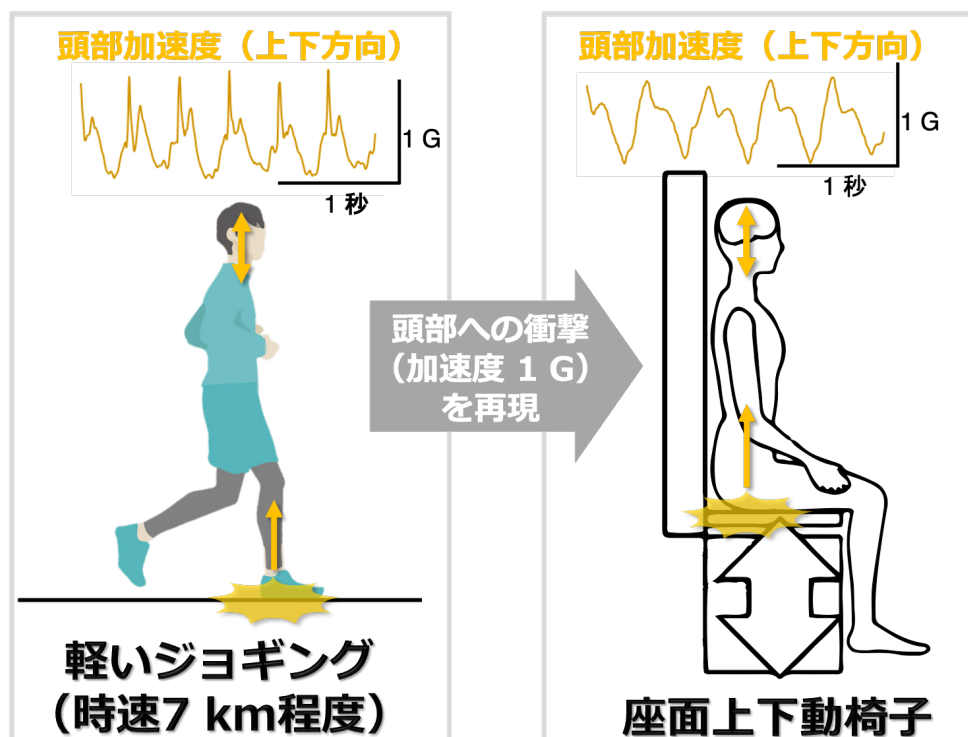 頭部加速度（上下方向）
1 G
1 秒
軽いジョギング
（時速7 km程度）
頭部への衝撃
（加速度 1 G）
を再現
頭部加速度（上下方向）
1 G
1 秒
座面上下動椅子